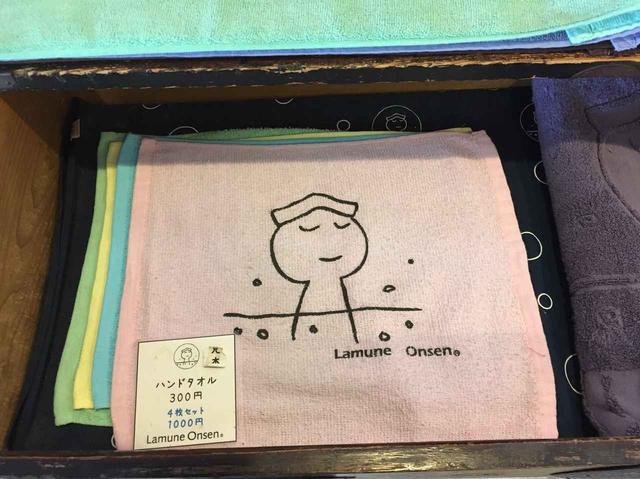 Lamune Onsen®
ハンドタオル
300円
4枚セット
1000円
Lamune Onsen®